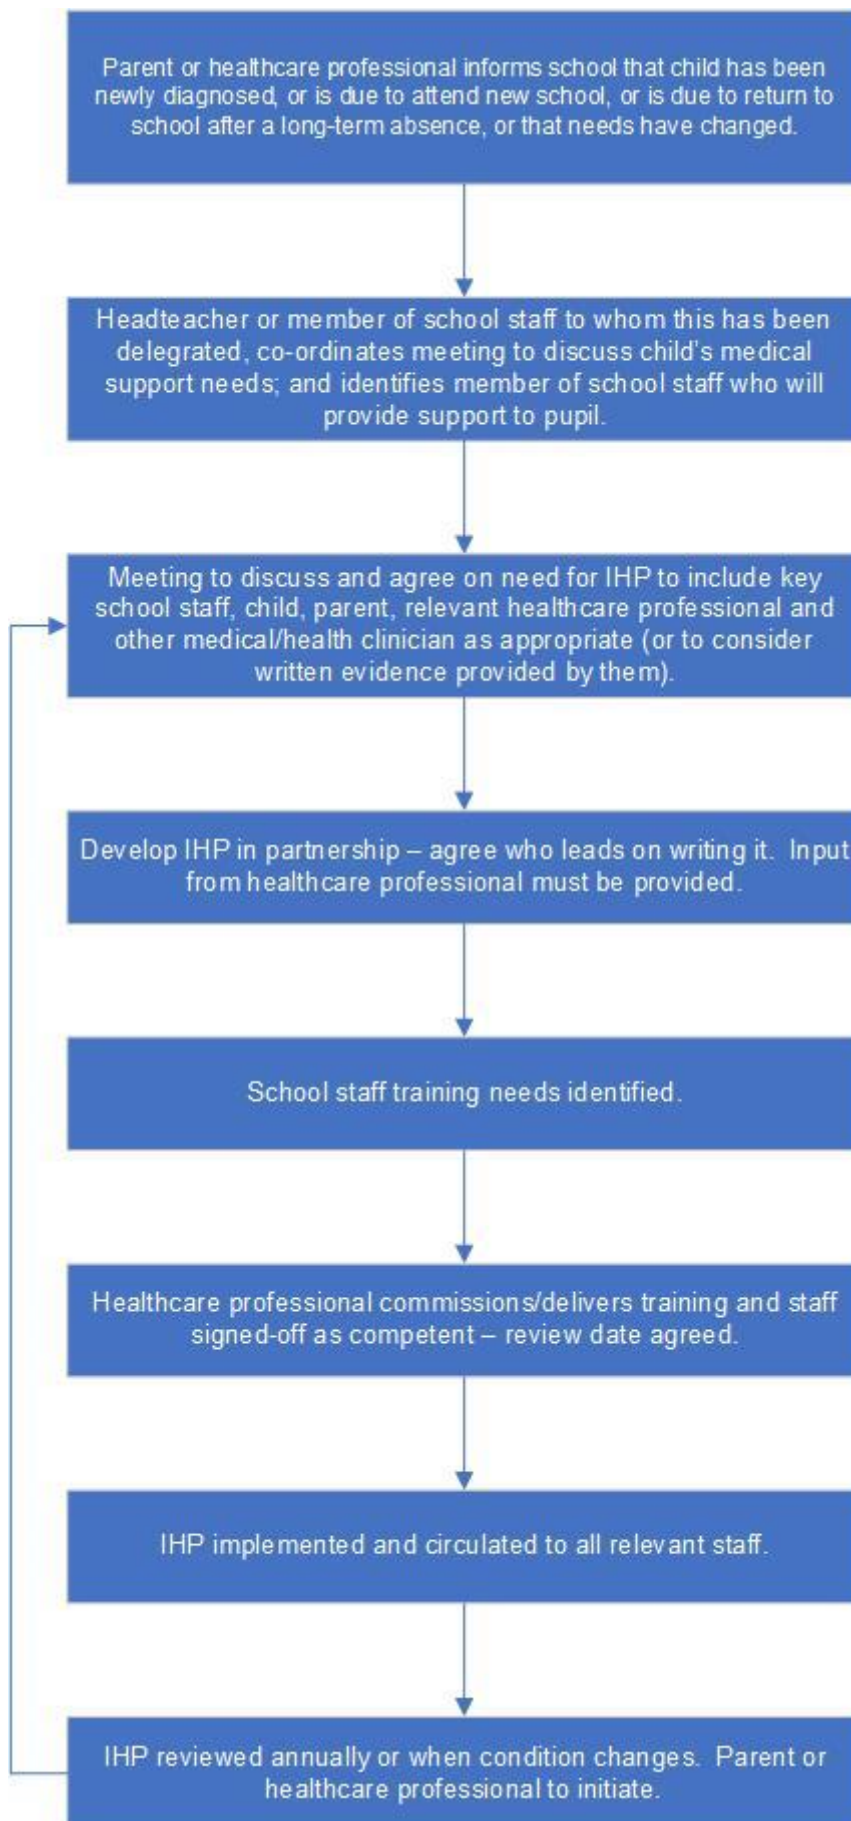 Parent or healthcare professional informs school that child has been
newly diagnosed, or is due to attend new school, or is due to return to
school after a long-term absence, or that needs have changed.
Headteacher or member of school staff to whom this has been
delegrated, co-ordinates meeting to discuss child's medical
support needs; and identifies member of school staff who will
provide support to pupil.
Meeting to discuss and agree on need for IHP to include key
school staff, child, parent, relevant healthcare professional and
other medical/health clinician as appropriate (or to consider
written evidence provided by them).
Develop IHP in partnership – agree who leads on writing it.  Input
from healthcare professional must be provided.
School staff training needs identified.
Healthcare professional commissions/delivers training and staff
signed-off as competent – review date agreed.
IHP implemented and circulated to all relevant staff.
IHP reviewed annually or when condition changes.  Parent or
healthcare professional to initiate.